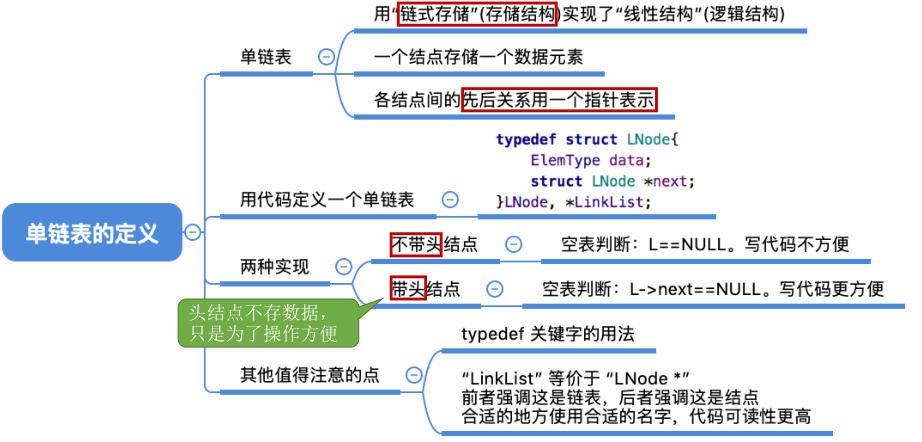 用“链式存储”(存储结构)实现了“线性结构”(逻辑结构)
单链表
一个结点存储一个数据元素
各结点间的先后关系用一个指针表示
typedef struct LNode{
ElemType data;
struct LNode *next;
}LNode, *LinkList;
用代码定义一个单链表
单链表的定义
不带头结点
空表判断：L==NULL。写代码不方便
两种实现
带头结点
空表判断：L->next==NULL。写代码更方便
头结点不存数据，
只是为了操作方便
typedef 关键字的用法
其他值得注意的点
“LinkList” 等价于 “LNode *”
前者强调这是链表，后者强调这是结点
合适的地方使用合适的名字，代码可读性更高